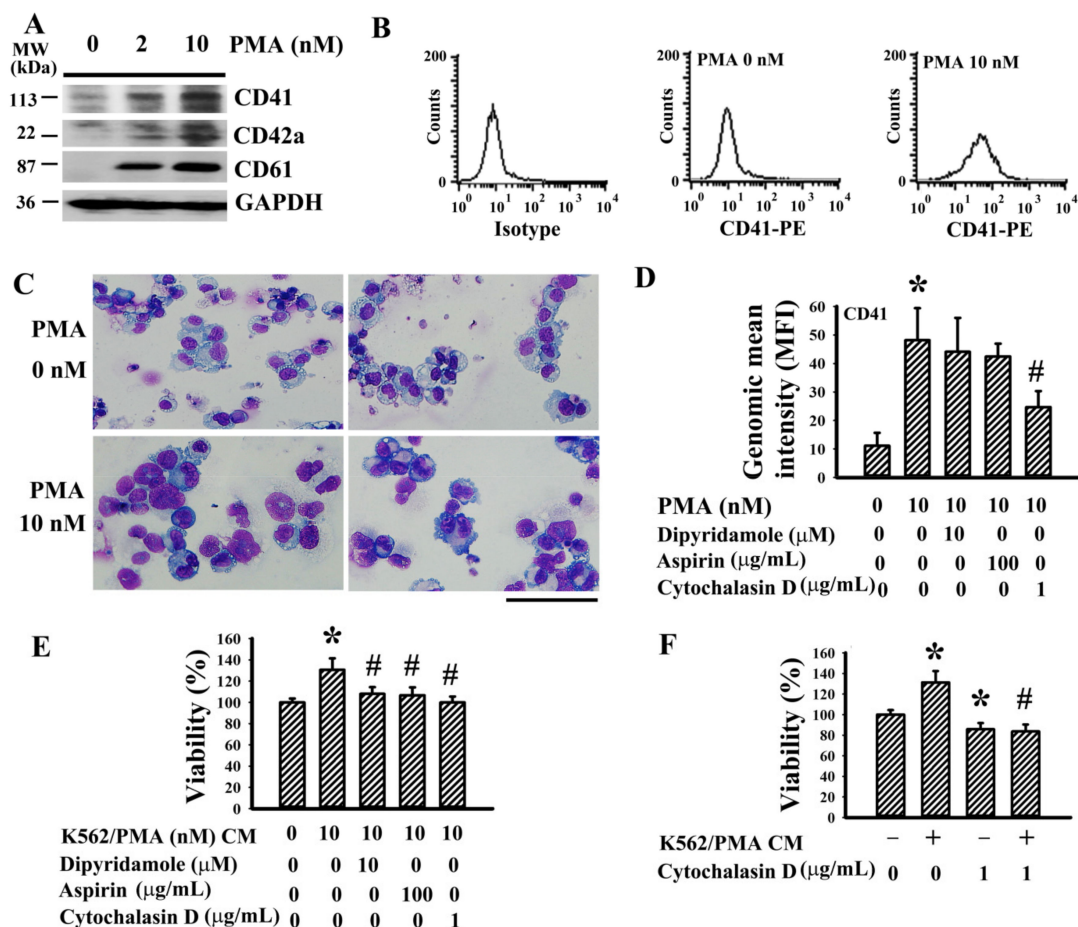 A
MW
(kDa)
0 2 10 PMA (nM)
113 CD41
22 CD42a
87 CD61
36 GAPDH
B
200
Counts
0
10^0 10^1 10^2 10^3 10^4
Isotype
200
PMA 0 nM
Counts
0
10^0 10^1 10^2 10^3 10^4
CD41-PE
200
PMA 10 nM
Counts
0
10^0 10^1 10^2 10^3 10^4
CD41-PE
C
PMA
0 nM
PMA
10 nM
D
Genomic mean
intensity (MFI)
60
50
40
30
20
10
0
CD41
*
#
PMA (nM) 0 10 10 10 10
Dipyridamole (μM) 0 0 10 0 0
Aspirin (μg/mL) 0 0 0 100 0
Cytochalasin D (μg/mL) 0 0 0 0 1
E
Viability (%)
160
140
120
100
80
60
40
20
0
* # # #
K562/PMA (nM) CM 0 10 10 10 10
Dipyridamole (μM) 0 0 10 0 0
Aspirin (μg/mL) 0 0 0 100 0
Cytochalasin D (μg/mL) 0 0 0 0 1
F
Viability (%)
160
140
120
100
80
60
40
20
0
* * #
K562/PMA CM − + − +
Cytochalasin D (μg/mL) 0 0 1 1